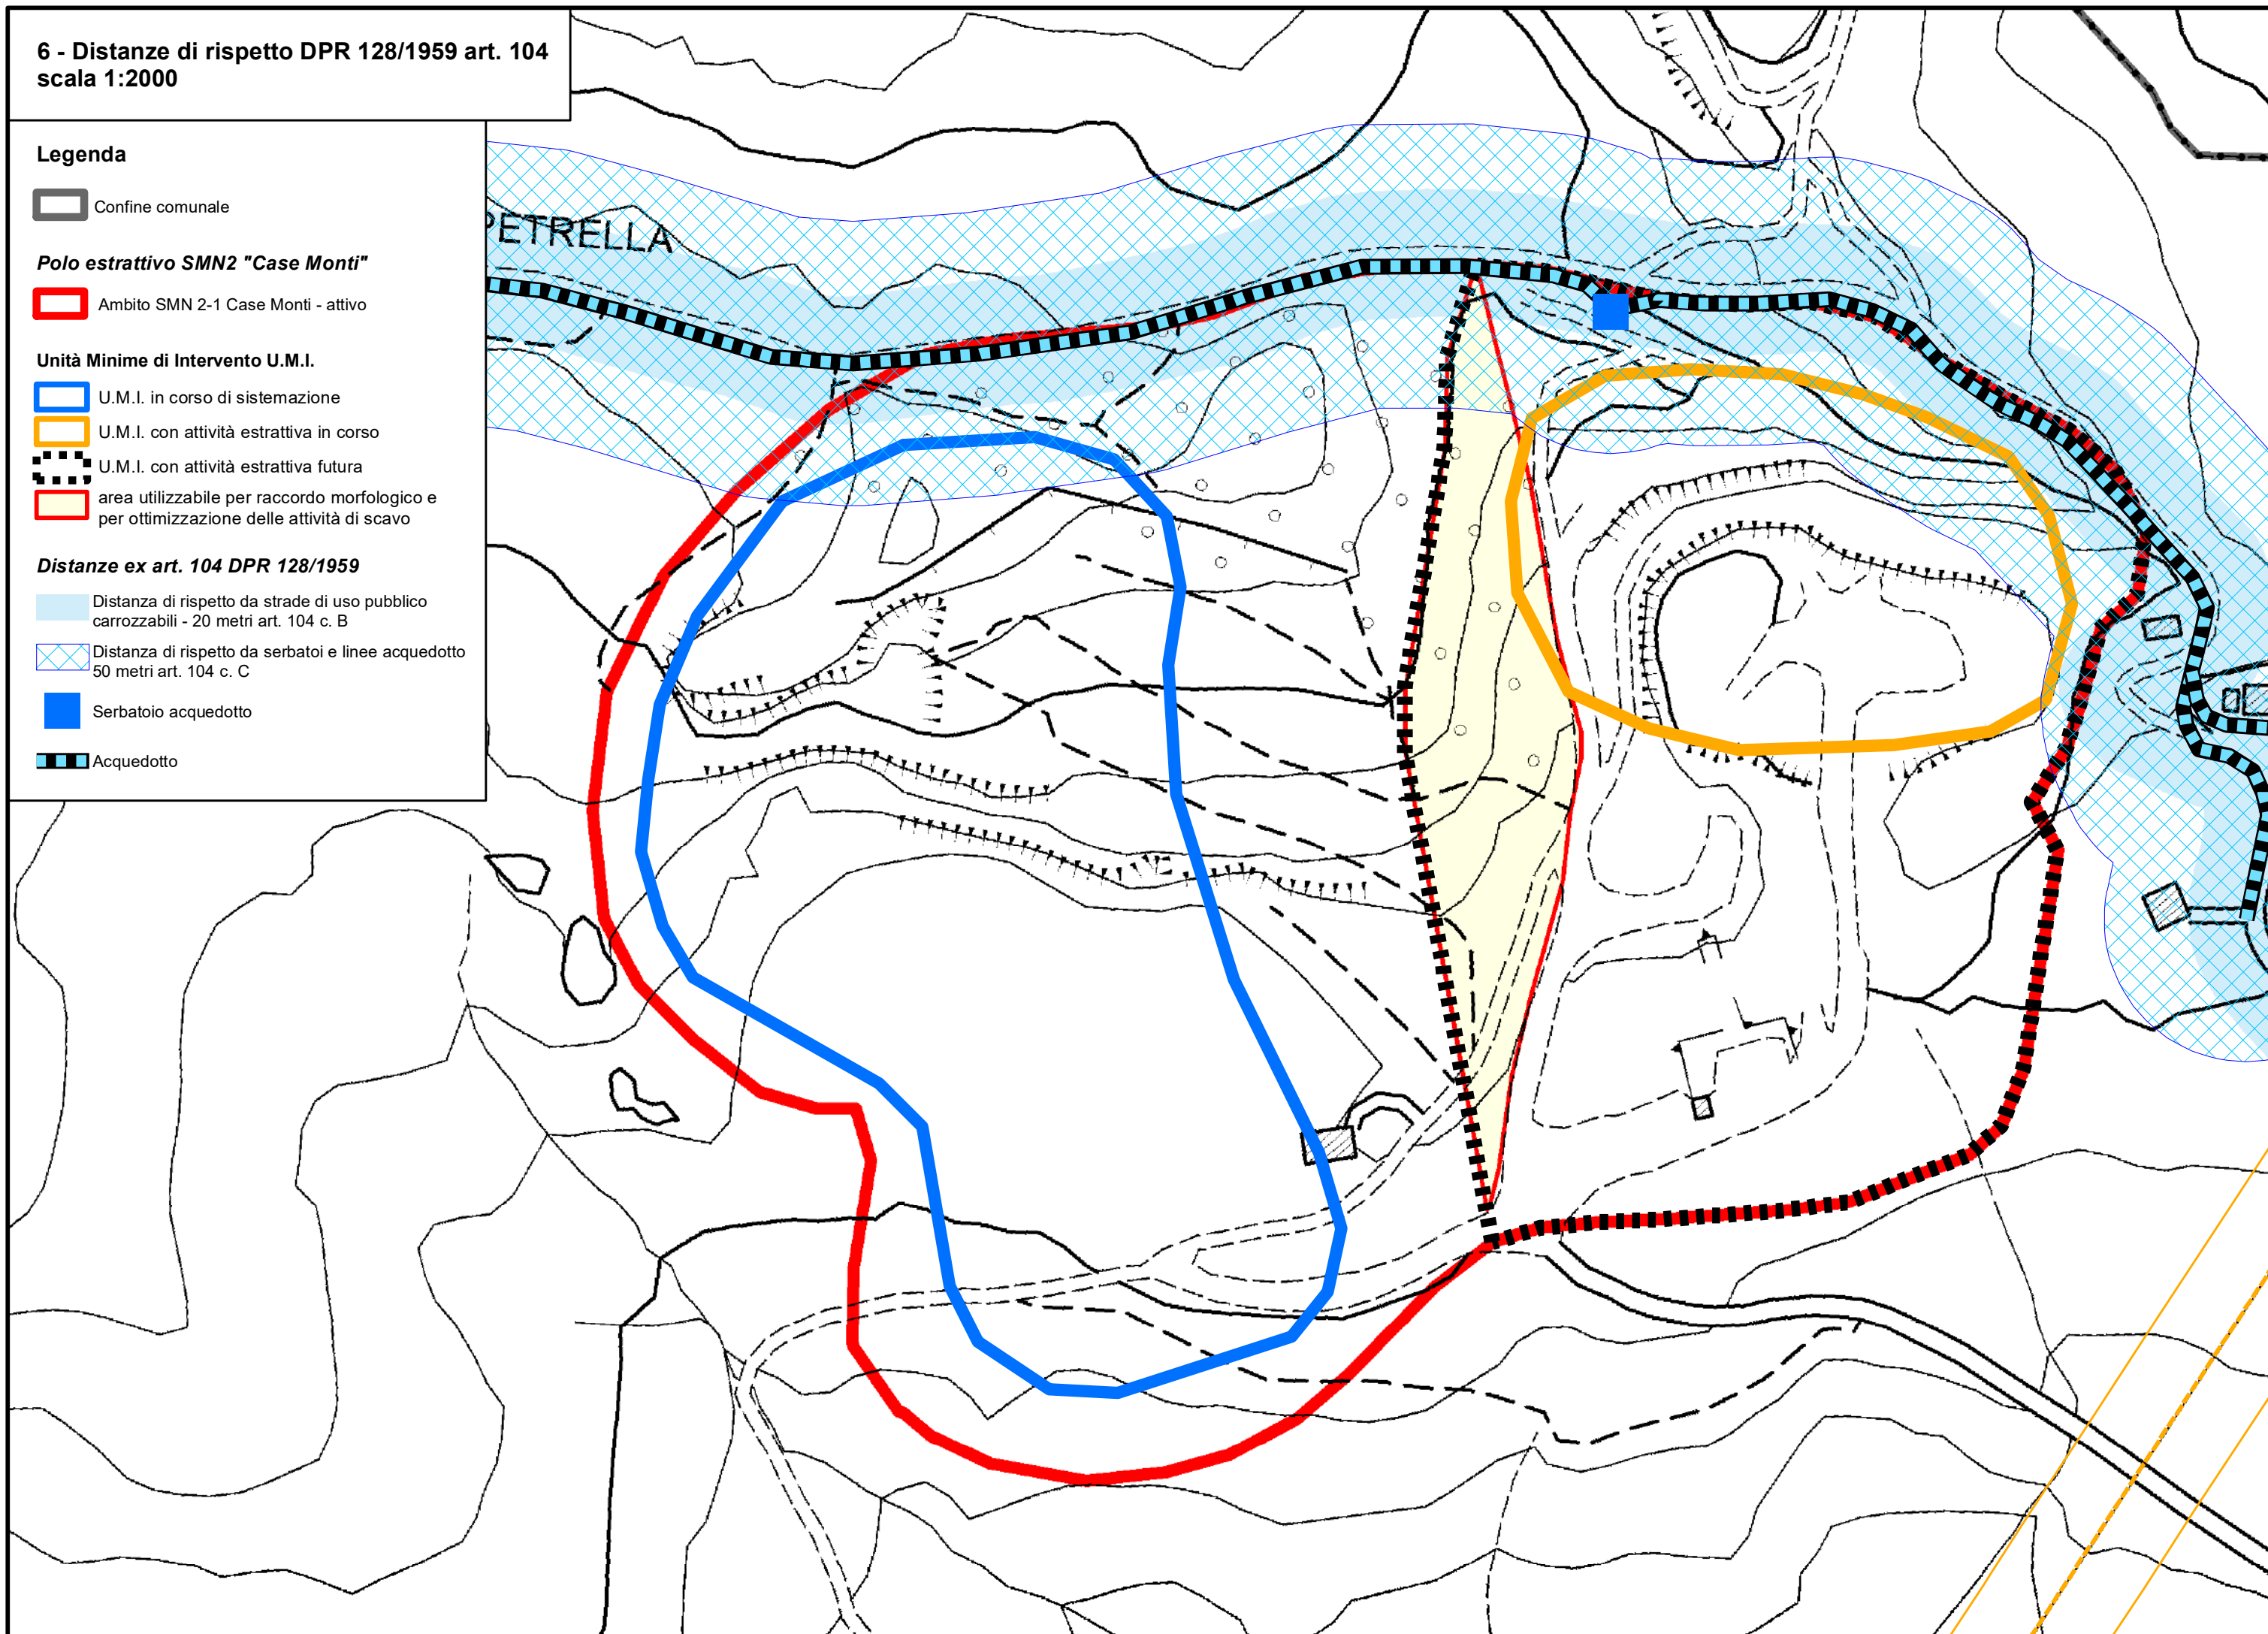 6 - Distanze di rispetto DPR 128/1959 art. 104
scala 1:2000
Legenda
Confine comunale
Polo estrattivo SMN2 "Case Monti"
Ambito SMN 2-1 Case Monti - attivo
Unità Minime di Intervento U.M.I.
U.M.I. in corso di sistemazione
U.M.I. con attività estrattiva in corso
U.M.I. con attività estrattiva futura
area utilizzabile per raccordo morfologico e
per ottimizzazione delle attività di scavo
Distanze ex art. 104 DPR 128/1959
Distanza di rispetto da strade di uso pubblico
carrozzabili - 20 metri art. 104 c. B
Distanza di rispetto da serbatoi e linee acquedotto
50 metri art. 104 c. C
Serbatoio acquedotto
Acquedotto
PETRELLA